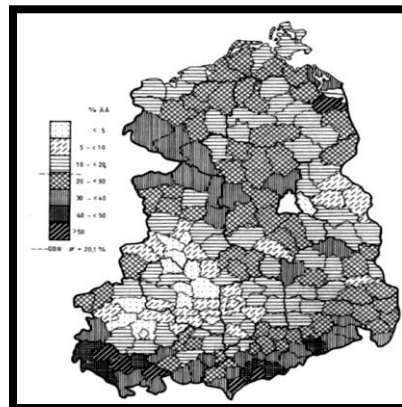 % AA
< 5
5 - <10
10 - <20
20 - <30
30 - <40
40 - <50
>50
DDR ø = 20,1 %